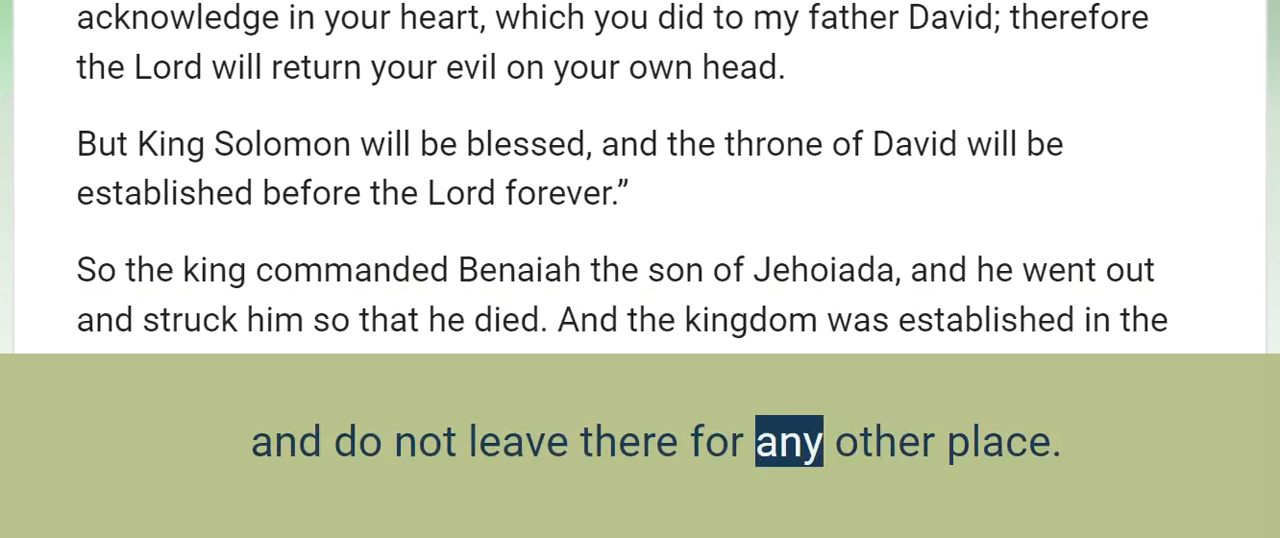 acknowledge in your heart, which you did to my father David; therefore
the Lord will return your evil on your own head.
But King Solomon will be blessed, and the throne of David will be
established before the Lord forever.”
So the king commanded Benaiah the son of Jehoiada, and he went out
and struck him so that he died. And the kingdom was established in the
and do not leave there for any other place.